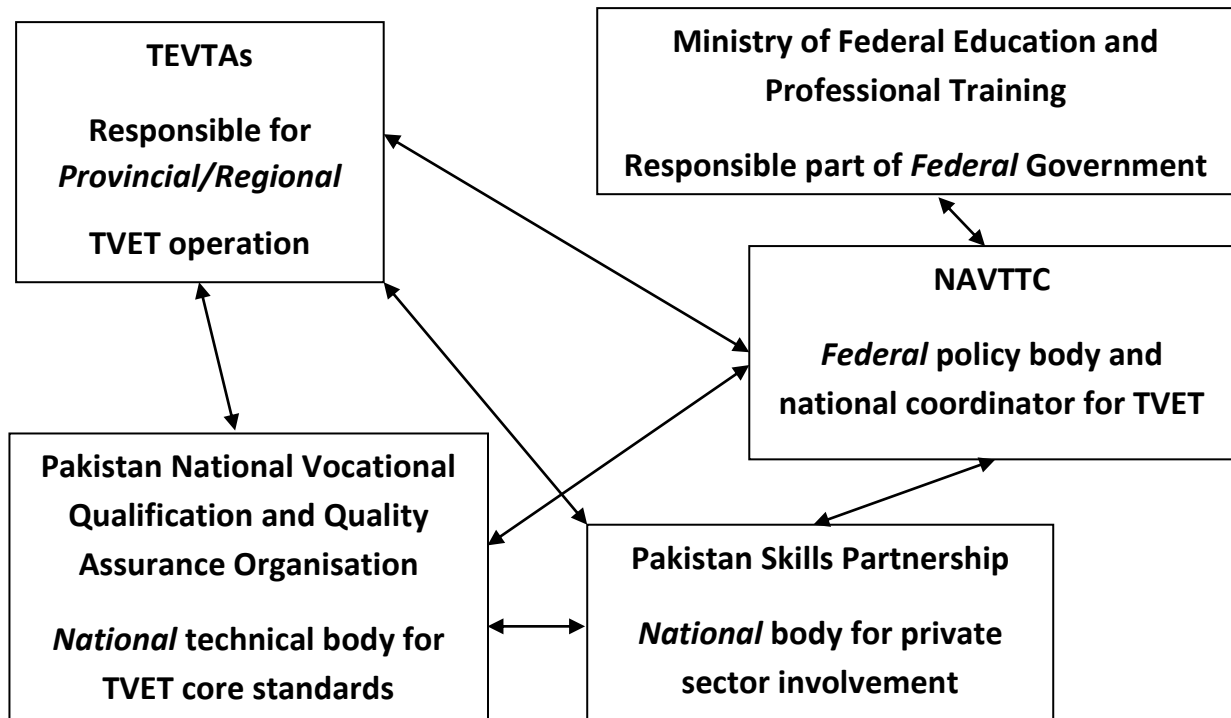 TEVTAs
Responsible for
Provincial/Regional
TVET operation
Ministry of Federal Education and
Professional Training
Responsible part of Federal Government
NAVTTC
Federal policy body and
national coordinator for TVET
Pakistan National Vocational
Qualification and Quality
Assurance Organisation
National technical body for
TVET core standards
Pakistan Skills Partnership
National body for private
sector involvement